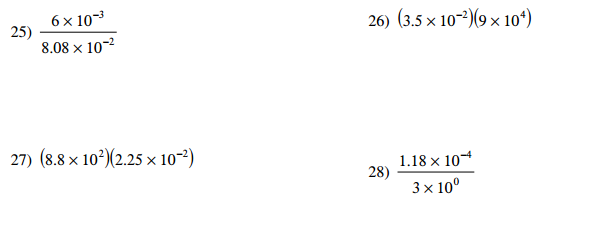 25) 6 × 10⁻³ / 8.08 × 10⁻²
26) (3.5 × 10⁻²)(9 × 10⁴)
27) (8.8 × 10²)(2.25 × 10⁻²)
28) 1.18 × 10⁻⁴ / 3 × 10⁰